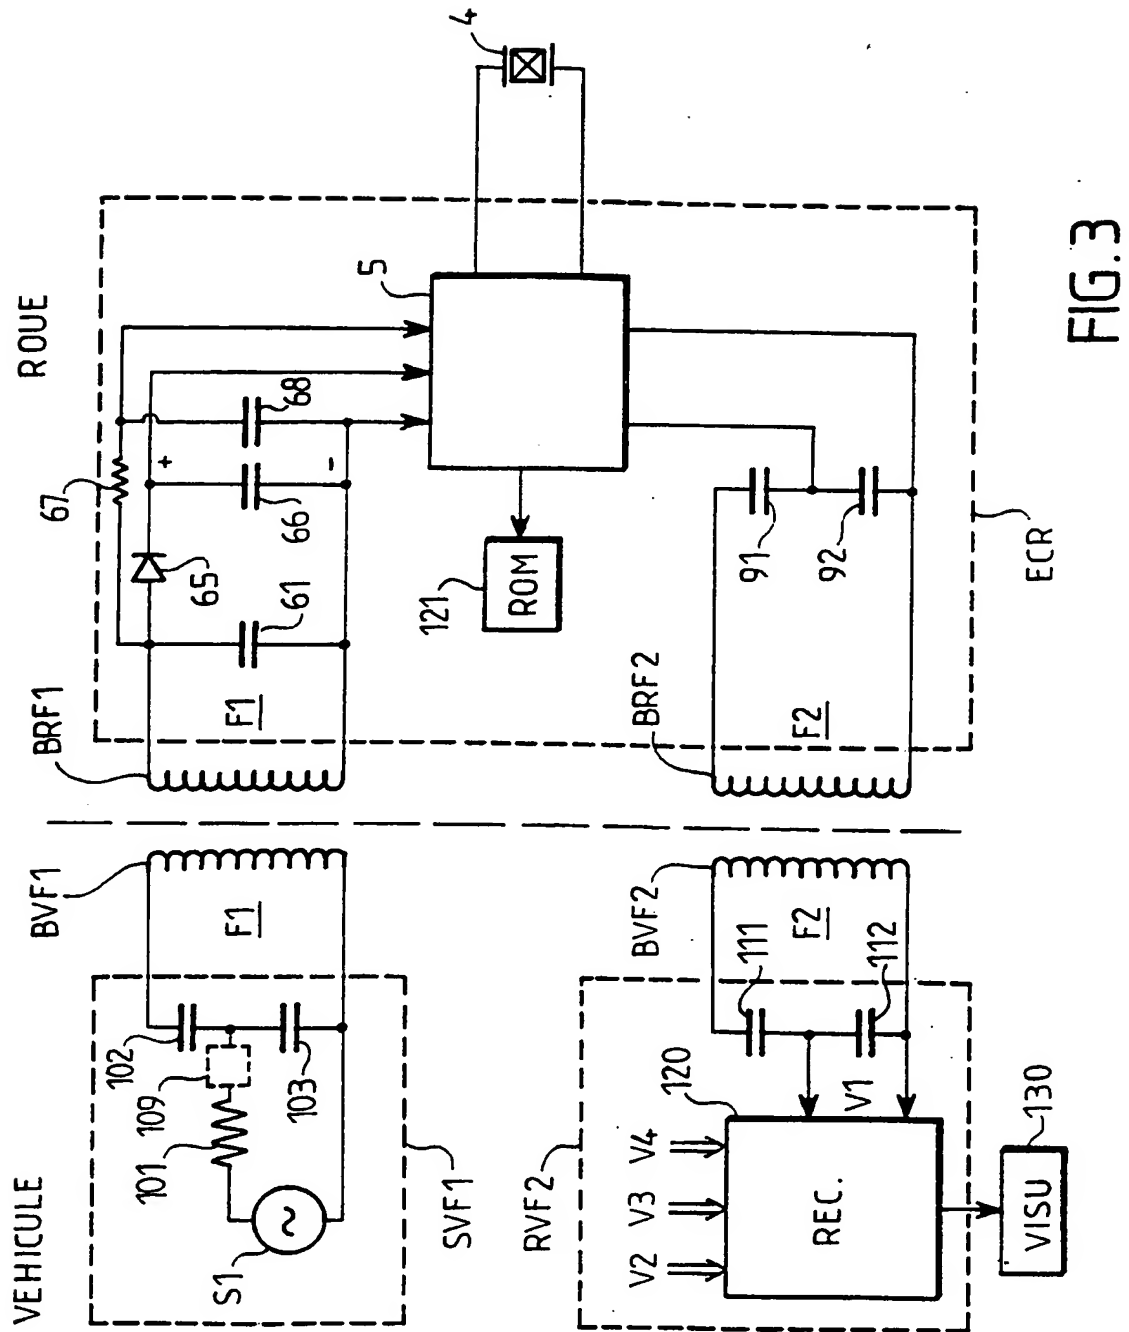 VEHICULE
ROUE
S1
101
109
102
103
SVF1
BVF1
F1
BRF1
F1
61
65
67
66
+
-
68
5
4
121
ROM
ECR
RVF2
V2
V3
V4
120
REC.
V1
111
112
BVF2
F2
BRF2
F2
91
92
VISU
130
FIG.3
~